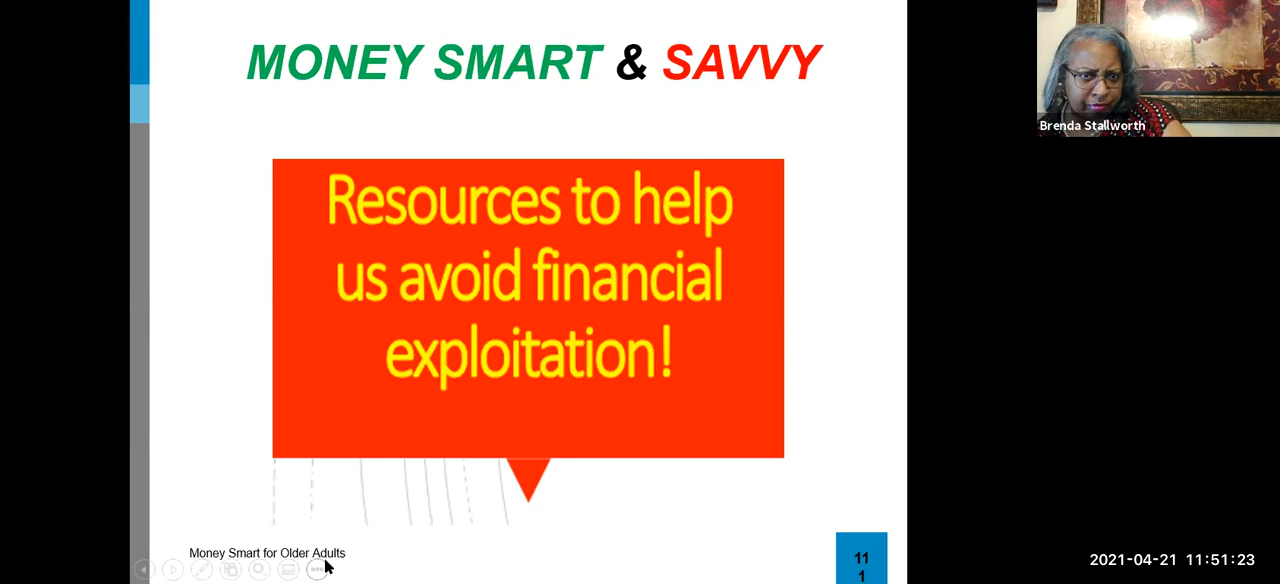 MONEY SMART & SAVVY
Brenda Stallworth
Resources to help
us avoid financial
exploitation!
Money Smart for Older Adults
11
1
2021-04-21 11:51:23